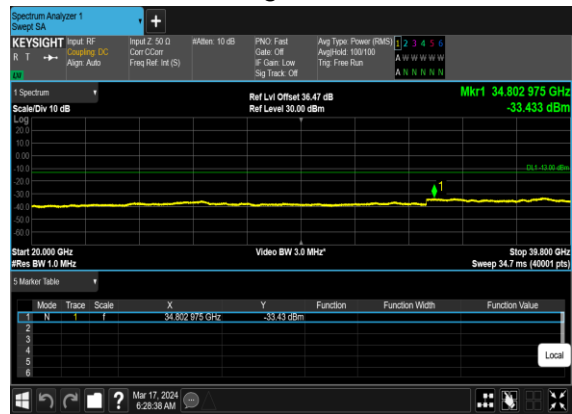 Spectrum Analyzer 1
Swept SA
+
KEYSIGHT Input: RF Input Z: 50 Ω #Atten: 10 dB PNO: Fast Avg Type: Power (RMS) 1 2 3 4 5 6
R T Coupling: DC Corr CCorr Gate: Off Avg|Hold: 100/100 A W W W W W
Align: Auto Freq Ref: Int (S) IF Gain: Low Trig: Free Run
LXI Sig Track: Off A N N N N N
1 Spectrum Ref Lvl Offset 36.47 dB Mkr1 34.802 975 GHz
Scale/Div 10 dB Ref Level 30.00 dBm -33.433 dBm
Log
20.0
10.0
0.00
-10.0 DL1 -13.00 dBm
-20.0
-30.0 1
-40.0
-50.0
-60.0
Start 20.000 GHz Video BW 3.0 MHz* Stop 39.800 GHz
#Res BW 1.0 MHz Sweep 34.7 ms (40001 pts)
5 Marker Table
Mode Trace Scale X Y Function Function Width Function Value
1 N 1 f 34.802 975 GHz -33.43 dBm
2
3
4
5
6
Local
? Mar 17, 2024
6:28:38 AM